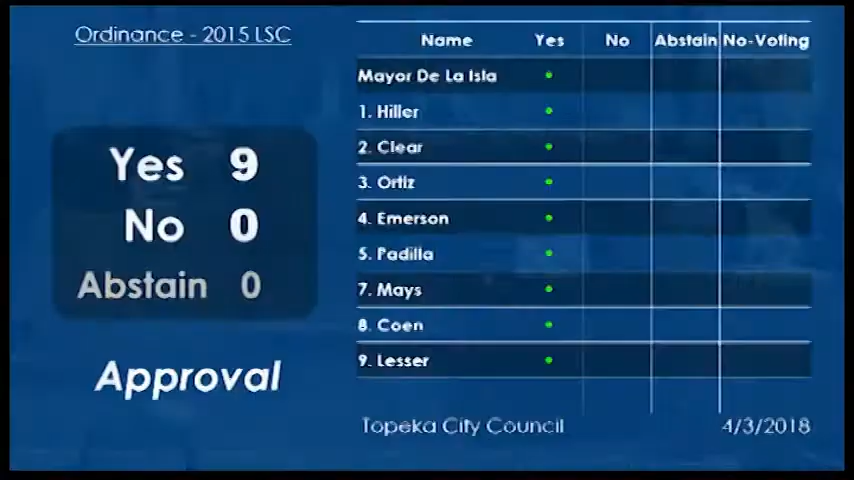 Ordinance - 2015 LSC
Yes 9
No 0
Abstain 0
Approval
Name Yes No Abstain No-Voting
Mayor De La Isla
1. Hiller
2. Clear
3. Ortiz
4. Emerson
5. Padilla
7. Mays
8. Coen
9. Lesser
Topeka City Council 4/3/2018